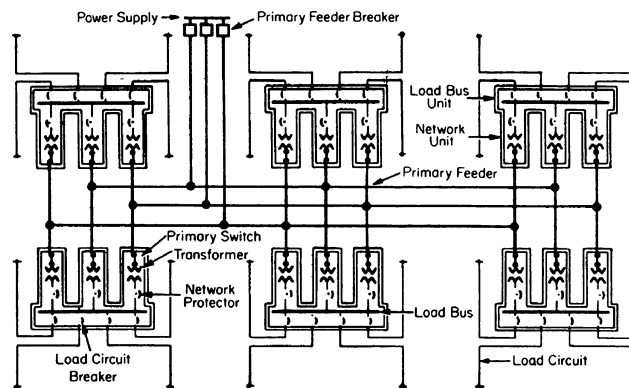 Power Supply
Primary Feeder Breaker
Load Bus
Unit
Network
Unit
Primary Feeder
Primary Switch
Transformer
Network
Protector
Load Bus
Load Circuit
Breaker
Load Circuit